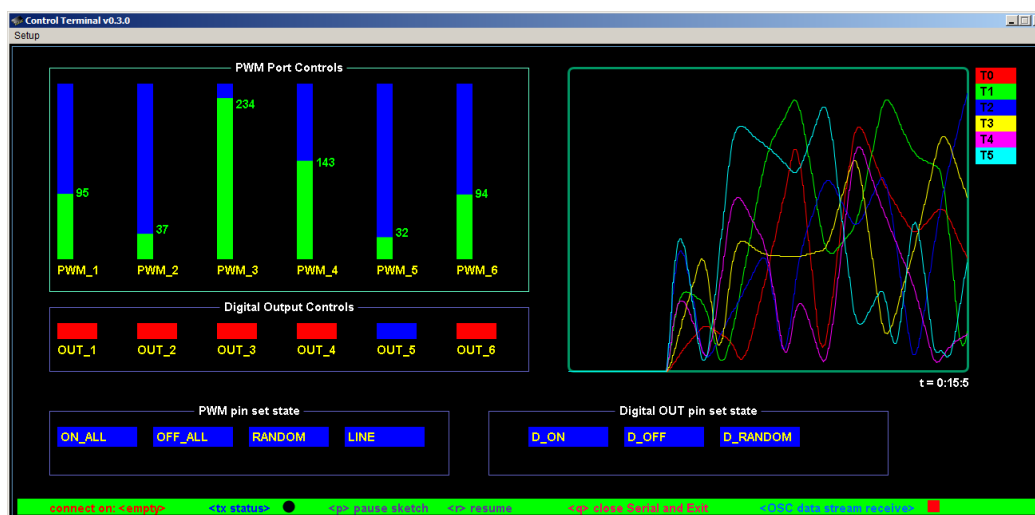 Control Terminal v0.3.0
Setup
PWM Port Controls
95
37
234
143
32
94
PWM_1 PWM_2 PWM_3 PWM_4 PWM_5 PWM_6
T0
T1
T2
T3
T4
T5
Digital Output Controls
OUT_1 OUT_2 OUT_3 OUT_4 OUT_5 OUT_6
t = 0:15:5
PWM pin set state
ON_ALL OFF_ALL RANDOM LINE
Digital OUT pin set state
D_ON D_OFF D_RANDOM
connect on: <empty> <tx status> <p> pause sketch <r> resume <q> close Serial and Exit <OSC data stream receive>